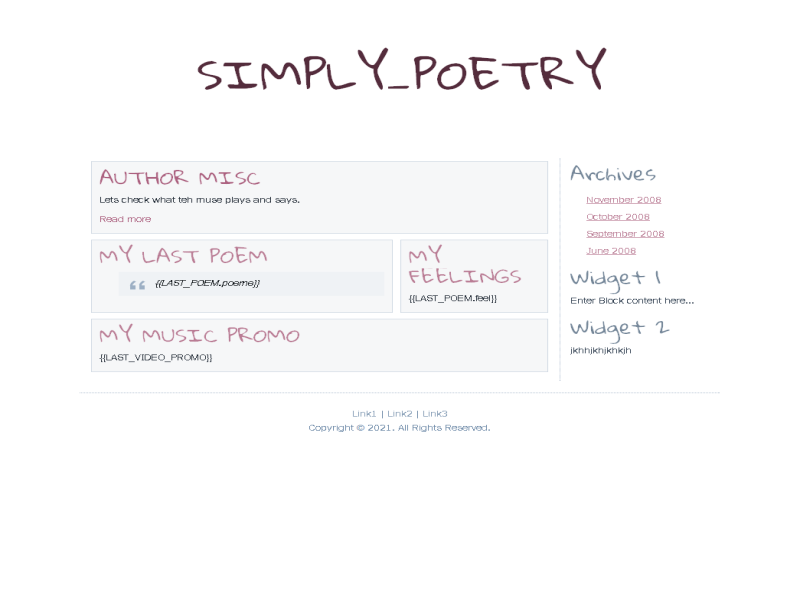 SIMPLY_POETRY
AUTHOR MISC
Lets check what teh muse plays and says.
Read more
MY LAST POEM
“ {{LAST_POEM.poeme}}
MY
FEELINGS
{{LAST_POEM.feel}}
MY MUSIC PROMO
{{LAST_VIDEO_PROMO}}
Archives
November 2008
October 2008
September 2008
June 2008
Widget 1
Enter Block content here...
Widget 2
jkhhjkhjkhkjh
Link1 | Link2 | Link3
Copyright © 2021. All Rights Reserved.